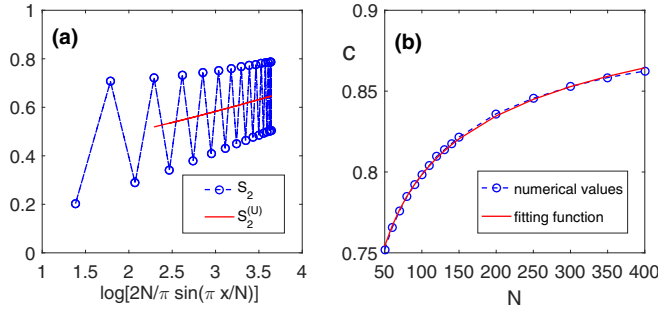 (a)
1
0.8
0.6
0.4
0.2
0
1 1.5 2 2.5 3 3.5 4
log[2N/π sin(π x/N)]
S₂
S₂⁽ᵁ⁾
(b)
C
0.9
0.85
0.8
0.75
50 100 150 200 250 300 350 400
N
numerical values
fitting function